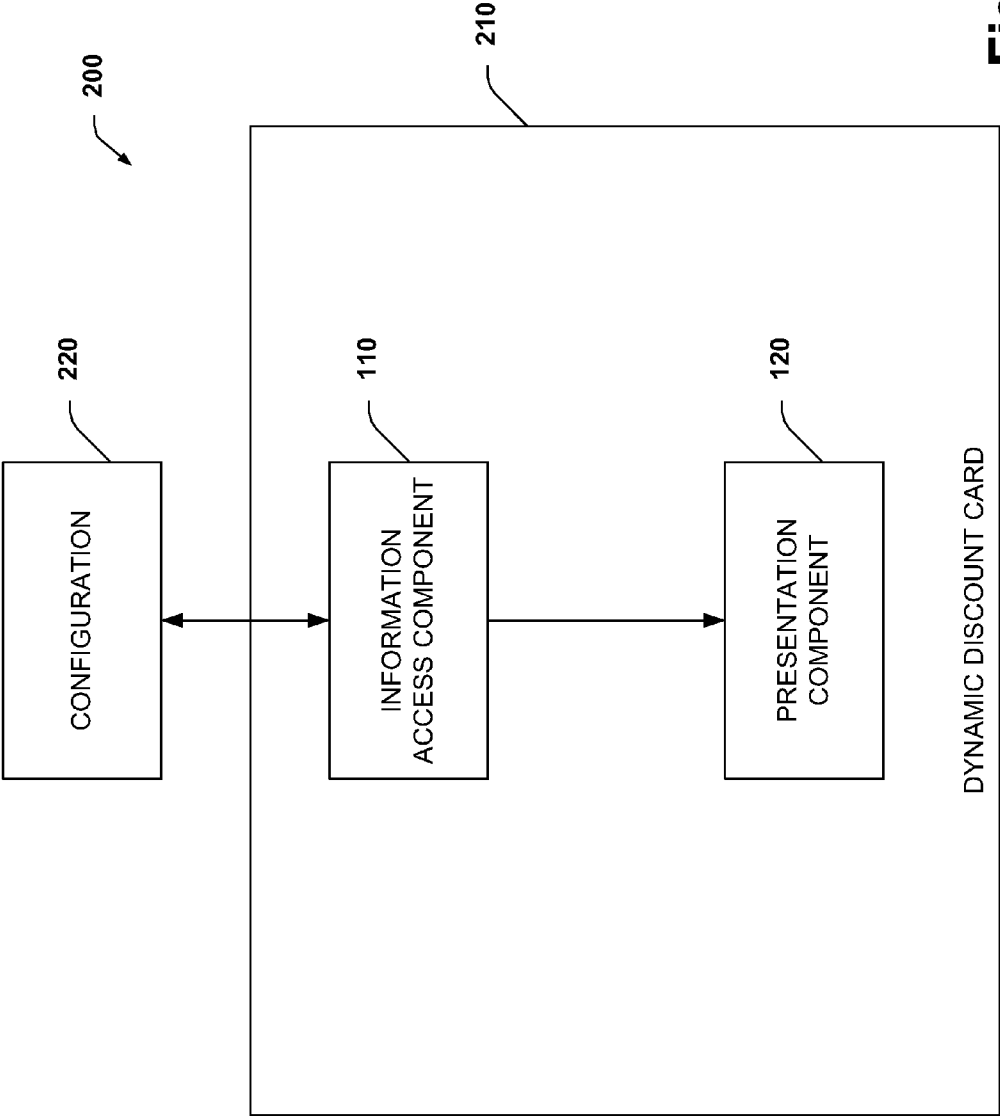 200
220
CONFIGURATION
110
INFORMATION
ACCESS COMPONENT
210
120
PRESENTATION
COMPONENT
DYNAMIC DISCOUNT CARD